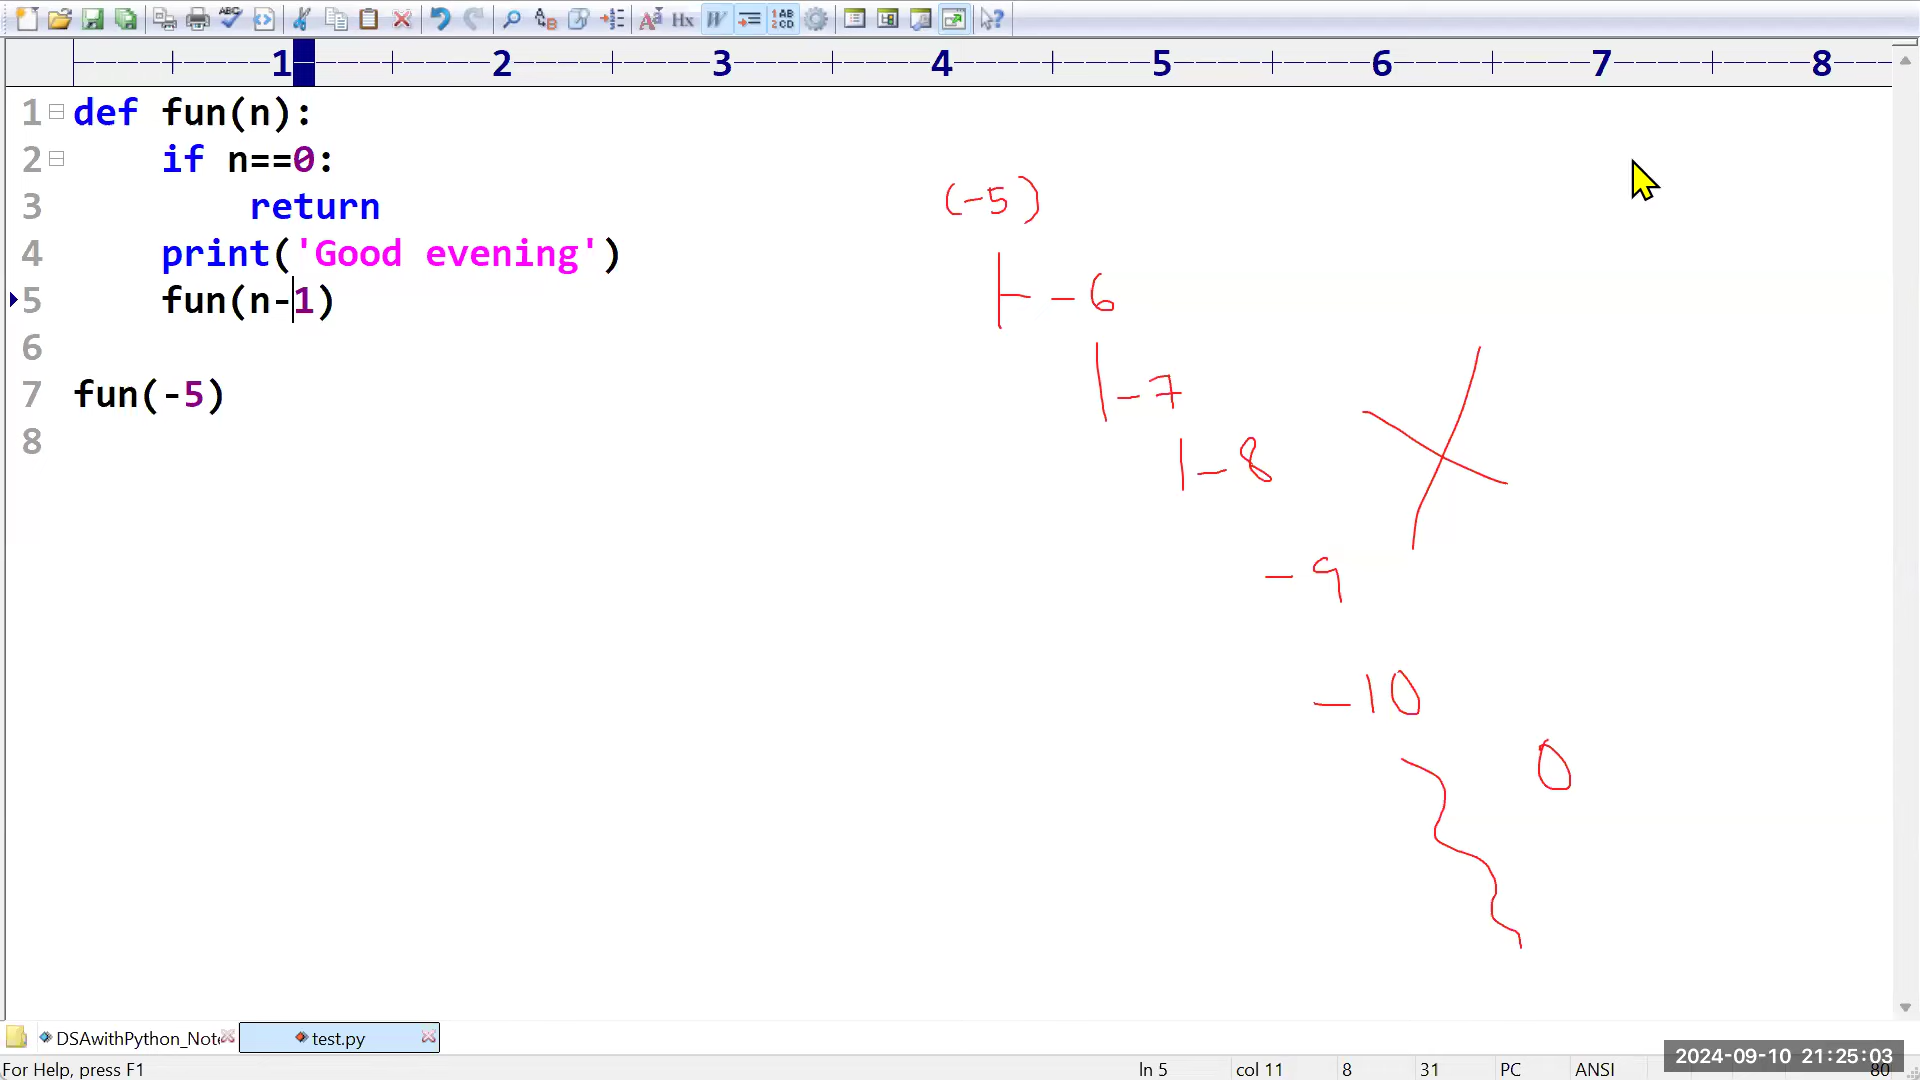 1 2 3 4 5 6 7 8
1 def fun(n):
2 if n==0:
3 return
4 print('Good evening')
5 fun(n-1)
6
7 fun(-5)
8
(-5)
-6
-7
-8
-9
-10
0
DSAwithPython_Note test.py
For Help, press F1 ln 5 col 11 8 31 PC ANSI 80
2024-09-10 21:25:03